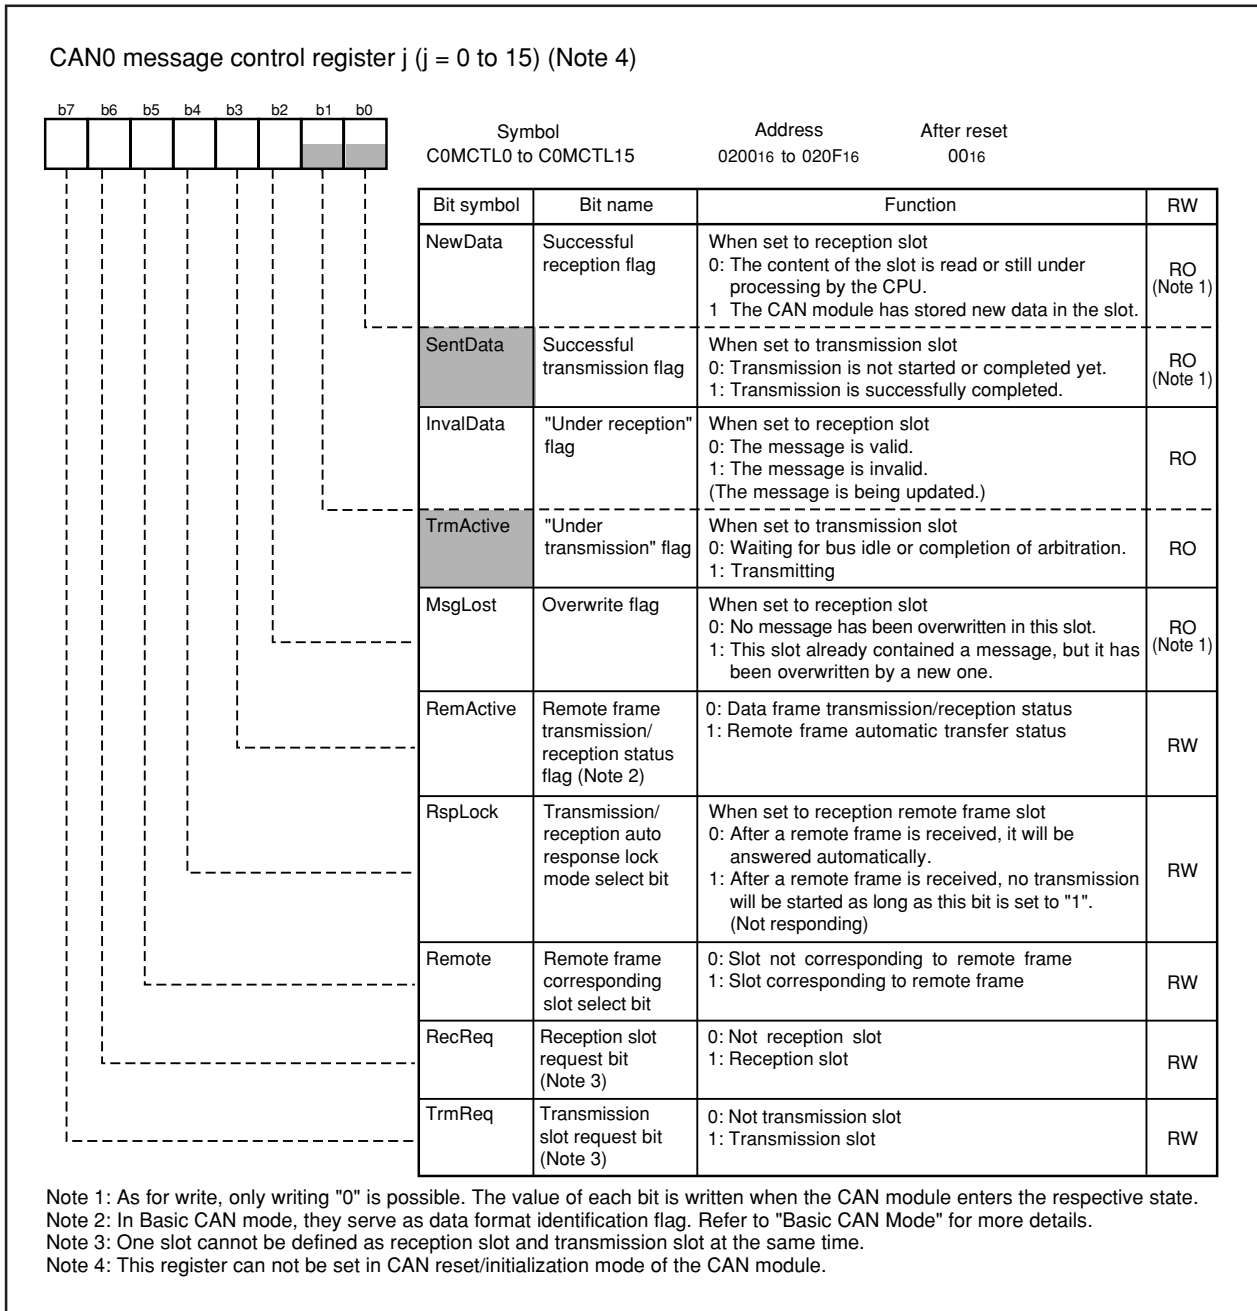 CAN0 message control register j (j = 0 to 15) (Note 4)
b7 b6 b5 b4 b3 b2 b1 b0
Symbol Address After reset
C0MCTL0 to C0MCTL15 020016 to 020F16 0016
Bit symbol Bit name Function RW
NewData Successful When set to reception slot
reception flag 0: The content of the slot is read or still under RO
processing by the CPU. (Note 1)
1 The CAN module has stored new data in the slot.
SentData Successful When set to transmission slot
transmission flag 0: Transmission is not started or completed yet. RO
1: Transmission is successfully completed. (Note 1)
InvalData "Under reception" When set to reception slot
flag 0: The message is valid.
1: The message is invalid. RO
(The message is being updated.)
TrmActive "Under When set to transmission slot
transmission" flag 0: Waiting for bus idle or completion of arbitration. RO
1: Transmitting
MsgLost Overwrite flag When set to reception slot
0: No message has been overwritten in this slot. RO
1: This slot already contained a message, but it has (Note 1)
been overwritten by a new one.
RemActive Remote frame 0: Data frame transmission/reception status
transmission/ 1: Remote frame automatic transfer status
reception status RW
flag (Note 2)
RspLock Transmission/ When set to reception remote frame slot
reception auto 0: After a remote frame is received, it will be
response lock answered automatically.
mode select bit 1: After a remote frame is received, no transmission RW
will be started as long as this bit is set to "1".
(Not responding)
Remote Remote frame 0: Slot not corresponding to remote frame
corresponding 1: Slot corresponding to remote frame RW
slot select bit
RecReq Reception slot 0: Not reception slot
request bit 1: Reception slot RW
(Note 3)
TrmReq Transmission 0: Not transmission slot
slot request bit 1: Transmission slot RW
(Note 3)
Note 1: As for write, only writing "0" is possible. The value of each bit is written when the CAN module enters the respective state.
Note 2: In Basic CAN mode, they serve as data format identification flag. Refer to "Basic CAN Mode" for more details.
Note 3: One slot cannot be defined as reception slot and transmission slot at the same time.
Note 4: This register can not be set in CAN reset/initialization mode of the CAN module.